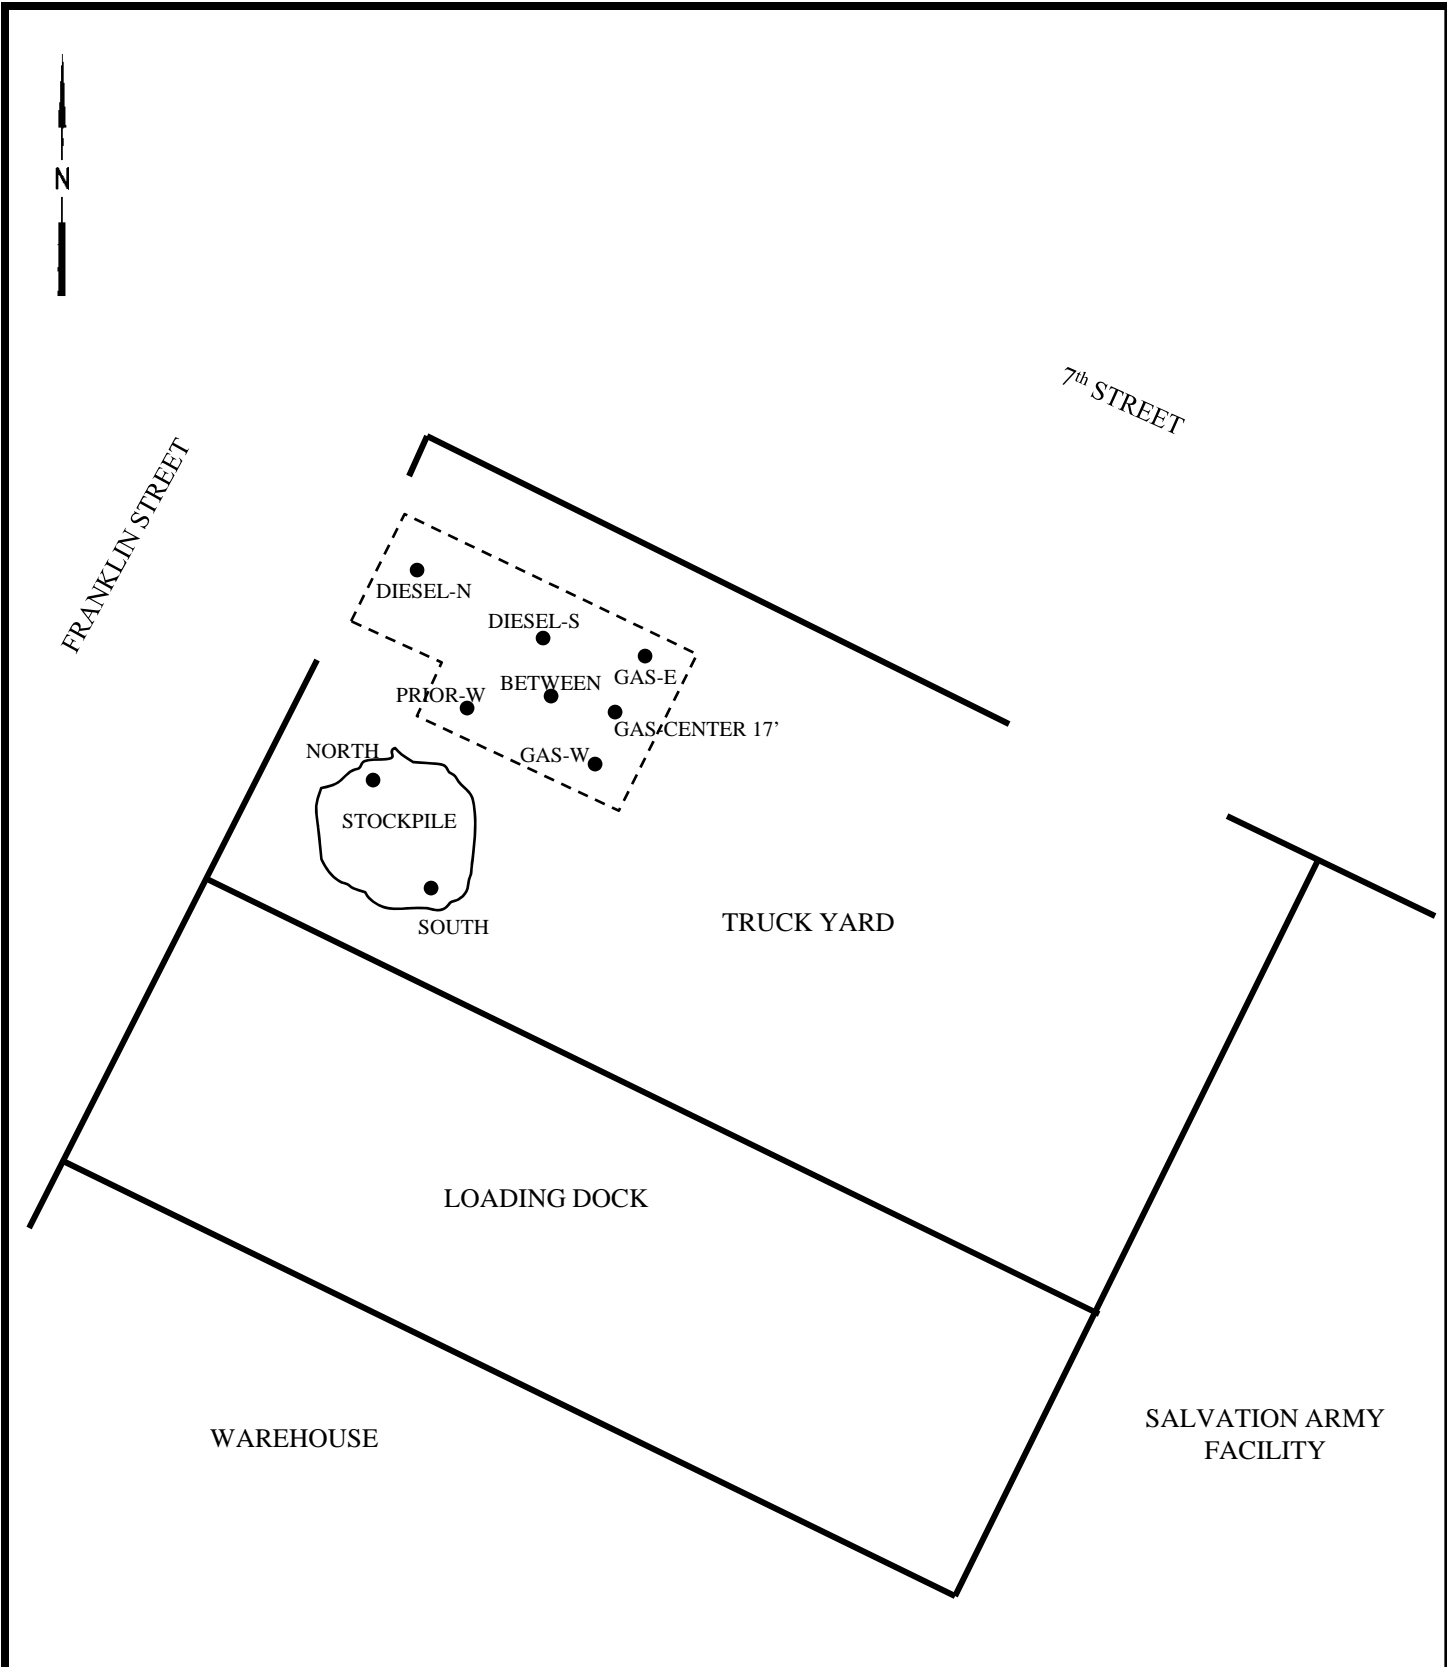 N
7th STREET
FRANKLIN STREET
DIESEL-N
DIESEL-S
GAS-E
BETWEEN
PRIOR-W
GAS-CENTER 17’
GAS-W
NORTH
STOCKPILE
SOUTH
TRUCK YARD
LOADING DOCK
SALVATION ARMY
FACILITY
WAREHOUSE